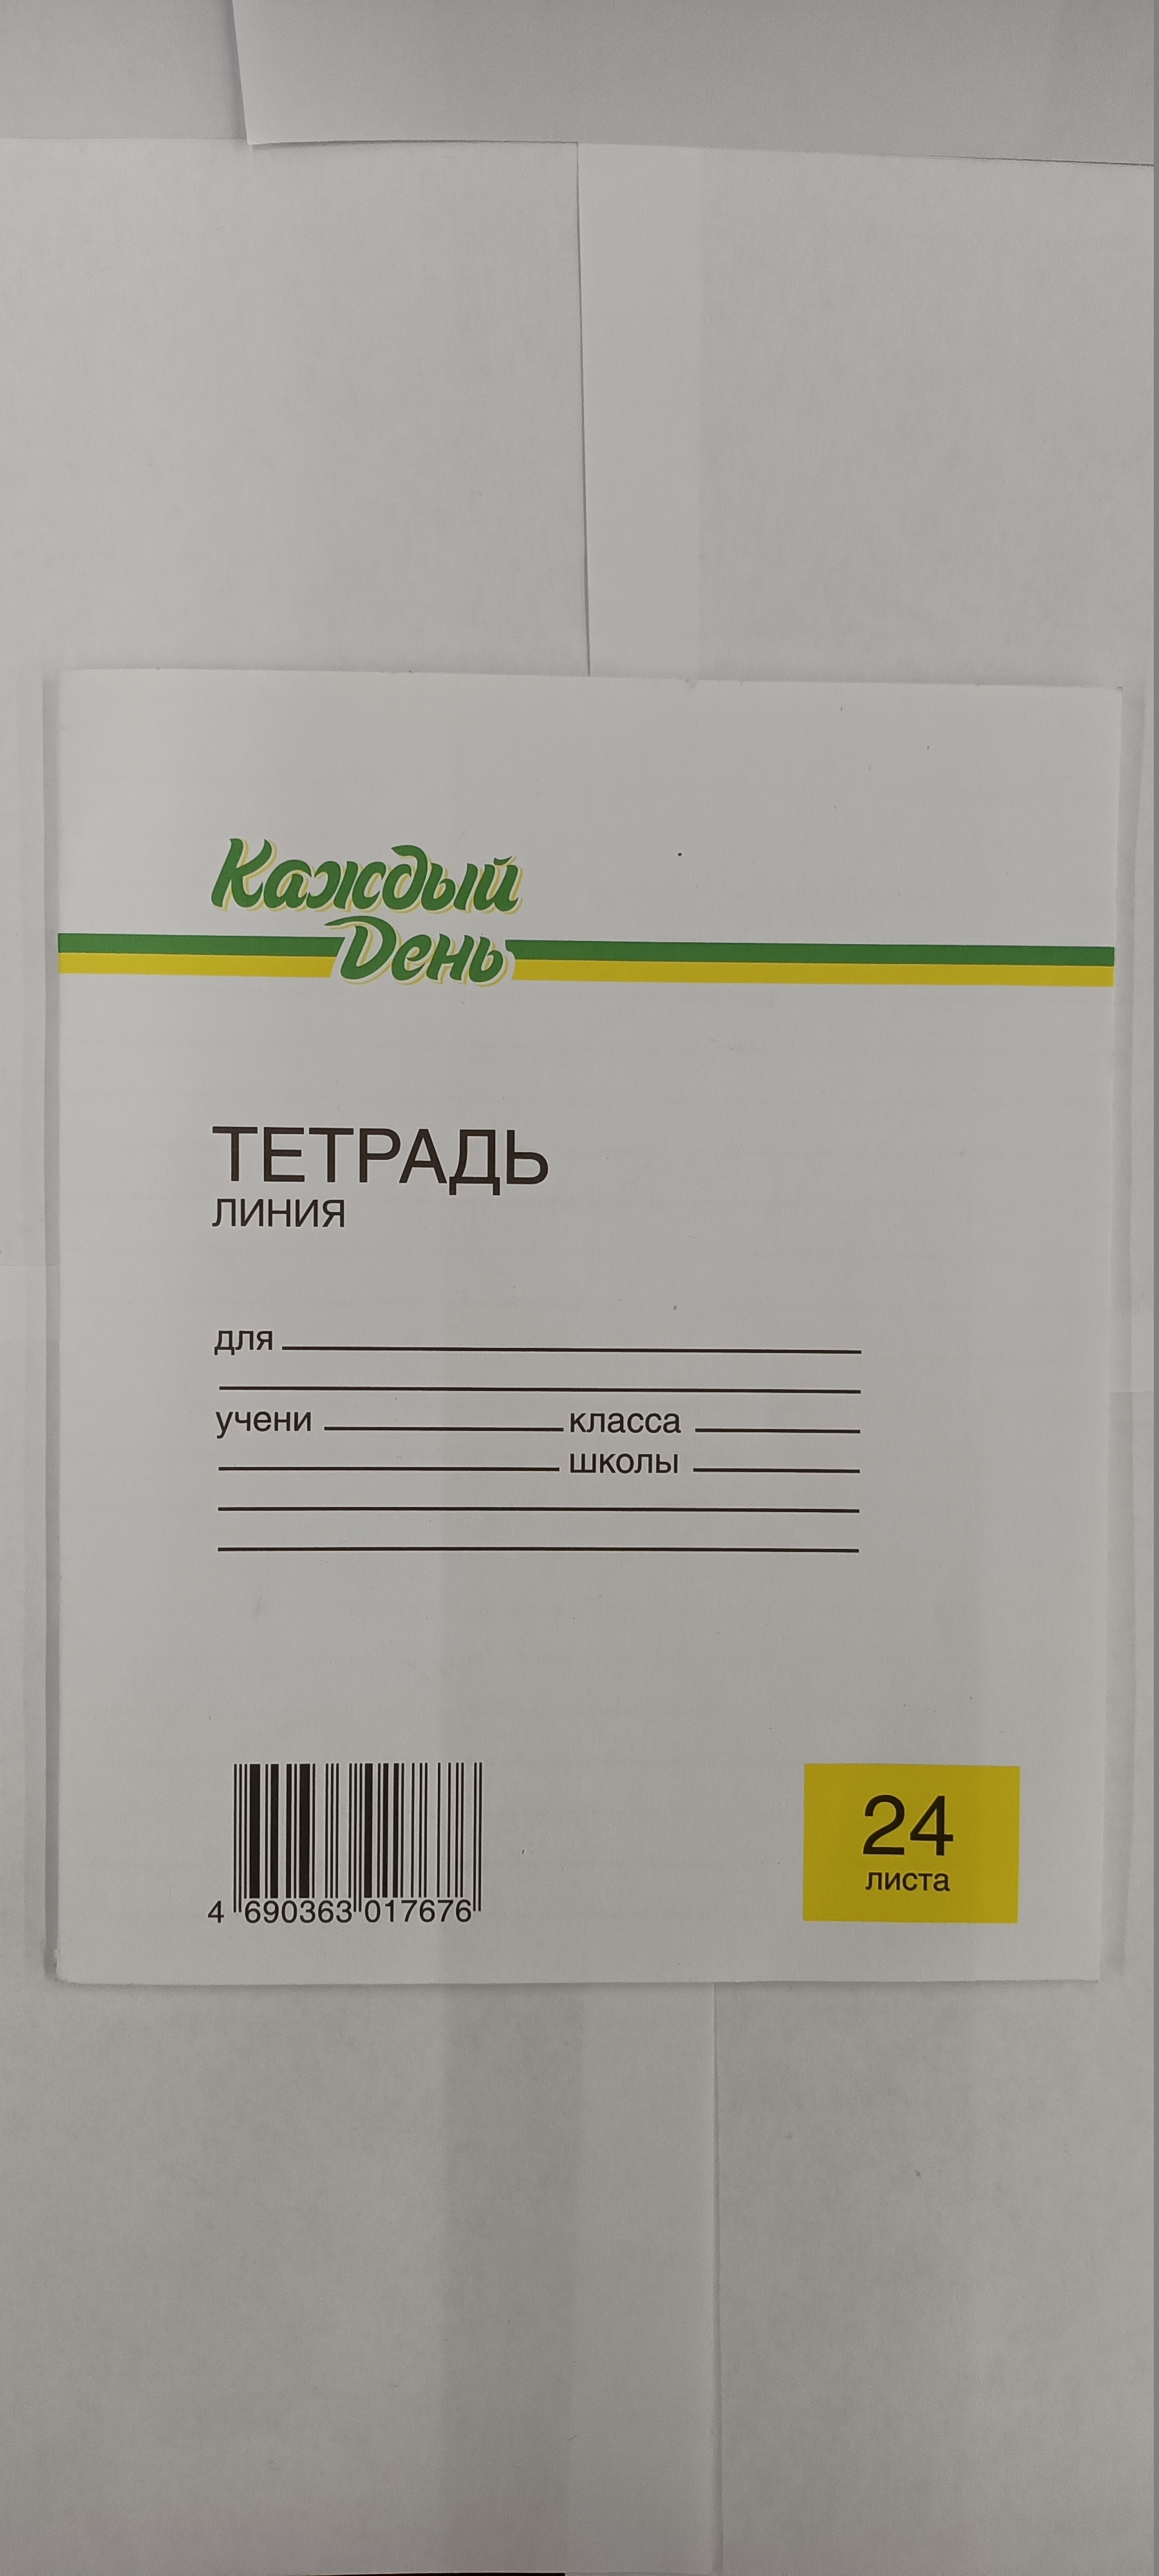 Каждый
День
ТЕТРАДЬ
ЛИНИЯ
для
учени класса
школы
24
листа
4 690363 017676